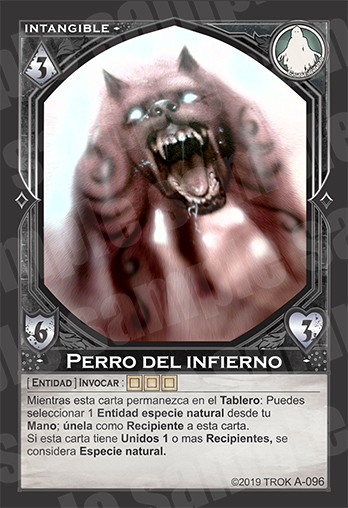 INTANGIBLE
3
PERRO DEL INFIERNO
6
3
[ENTIDAD] INVOCAR :
Mientras esta carta permanezca en el Tablero: Puedes
seleccionar 1 Entidad especie natural desde tu
Mano; únela como Recipiente a esta carta.
Si esta carta tiene Unidos 1 o mas Recipientes, se
considera Especie natural.
©2019 TROK A-096
Sample